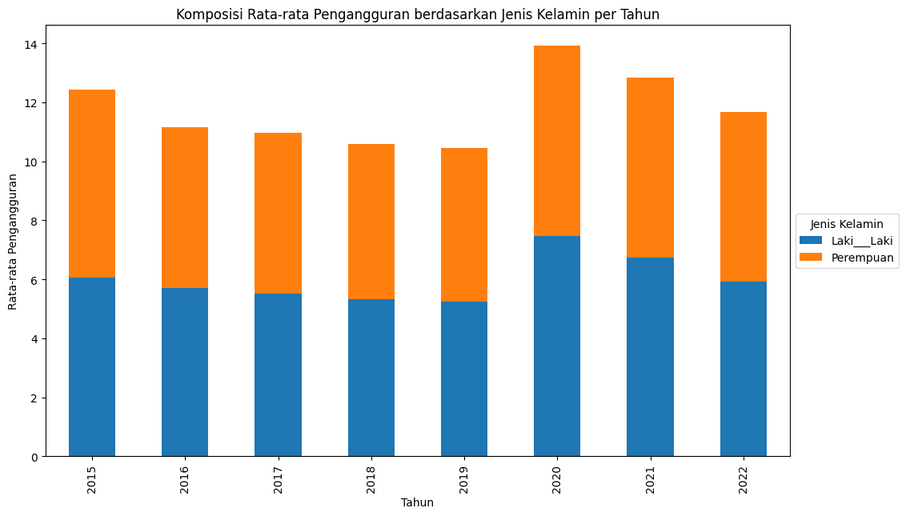 Komposisi Rata-rata Pengangguran berdasarkan Jenis Kelamin per Tahun
14
12
10
8
6
4
2
0
Rata-rata Pengangguran
2015
2016
2017
2018
2019
2020
2021
2022
Tahun
Jenis Kelamin
Laki___Laki
Perempuan